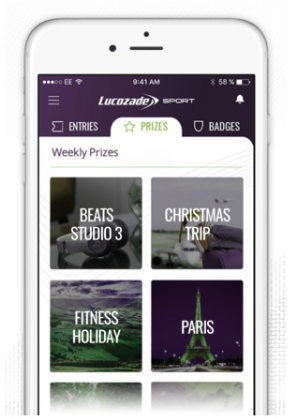 ●●●○○ EE 9:41 AM 58 %
Lucozade SPORT
ENTRIES PRIZES BADGES
Weekly Prizes
BEATS
STUDIO 3
CHRISTMAS
TRIP
FITNESS
HOLIDAY
PARIS